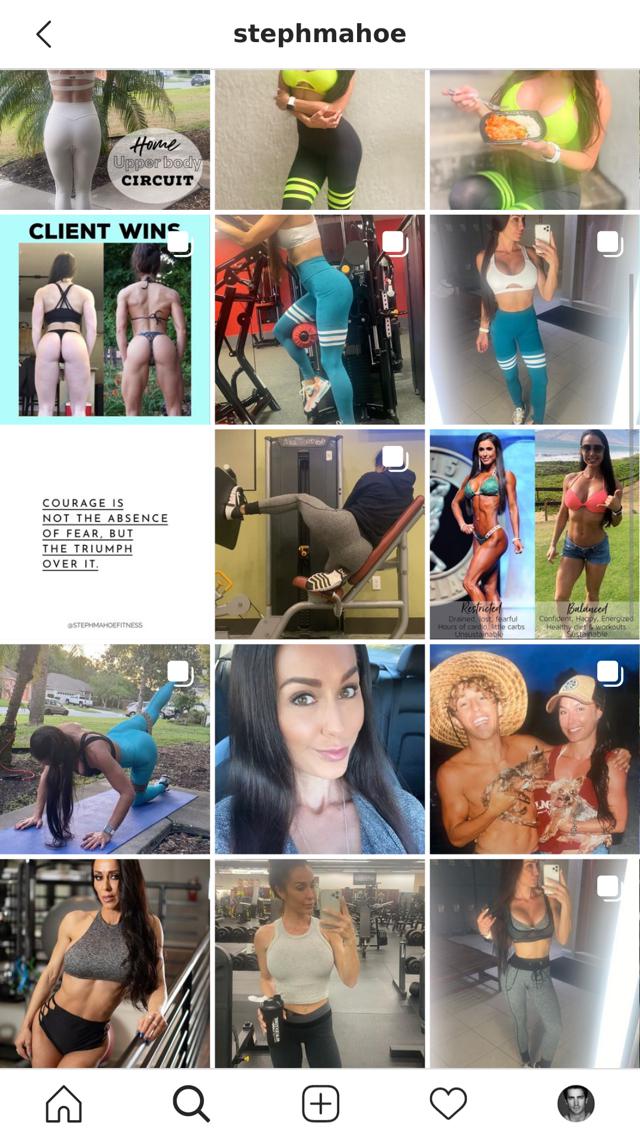 stephmahoe
Home
Upper body
CIRCUIT
CLIENT WINS
COURAGE IS
NOT THE ABSENCE
OF FEAR, BUT
THE TRIUMPH
OVER IT.
@STEPHMAHOEFITNESS
Restricted
Drained, lost, fearful
Hours of cardio, little carbs
Unsustainable
Balanced
Confident, Happy, Energized
Healthy diet & workouts
Sustainable